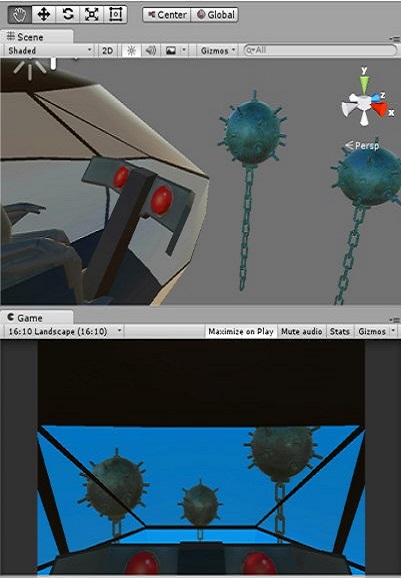 Center Global
Scene
Shaded 2D Gizmos All
y
z
x
Persp
Game
16:10 Landscape (16:10) Maximize on Play Mute audio Stats Gizmos